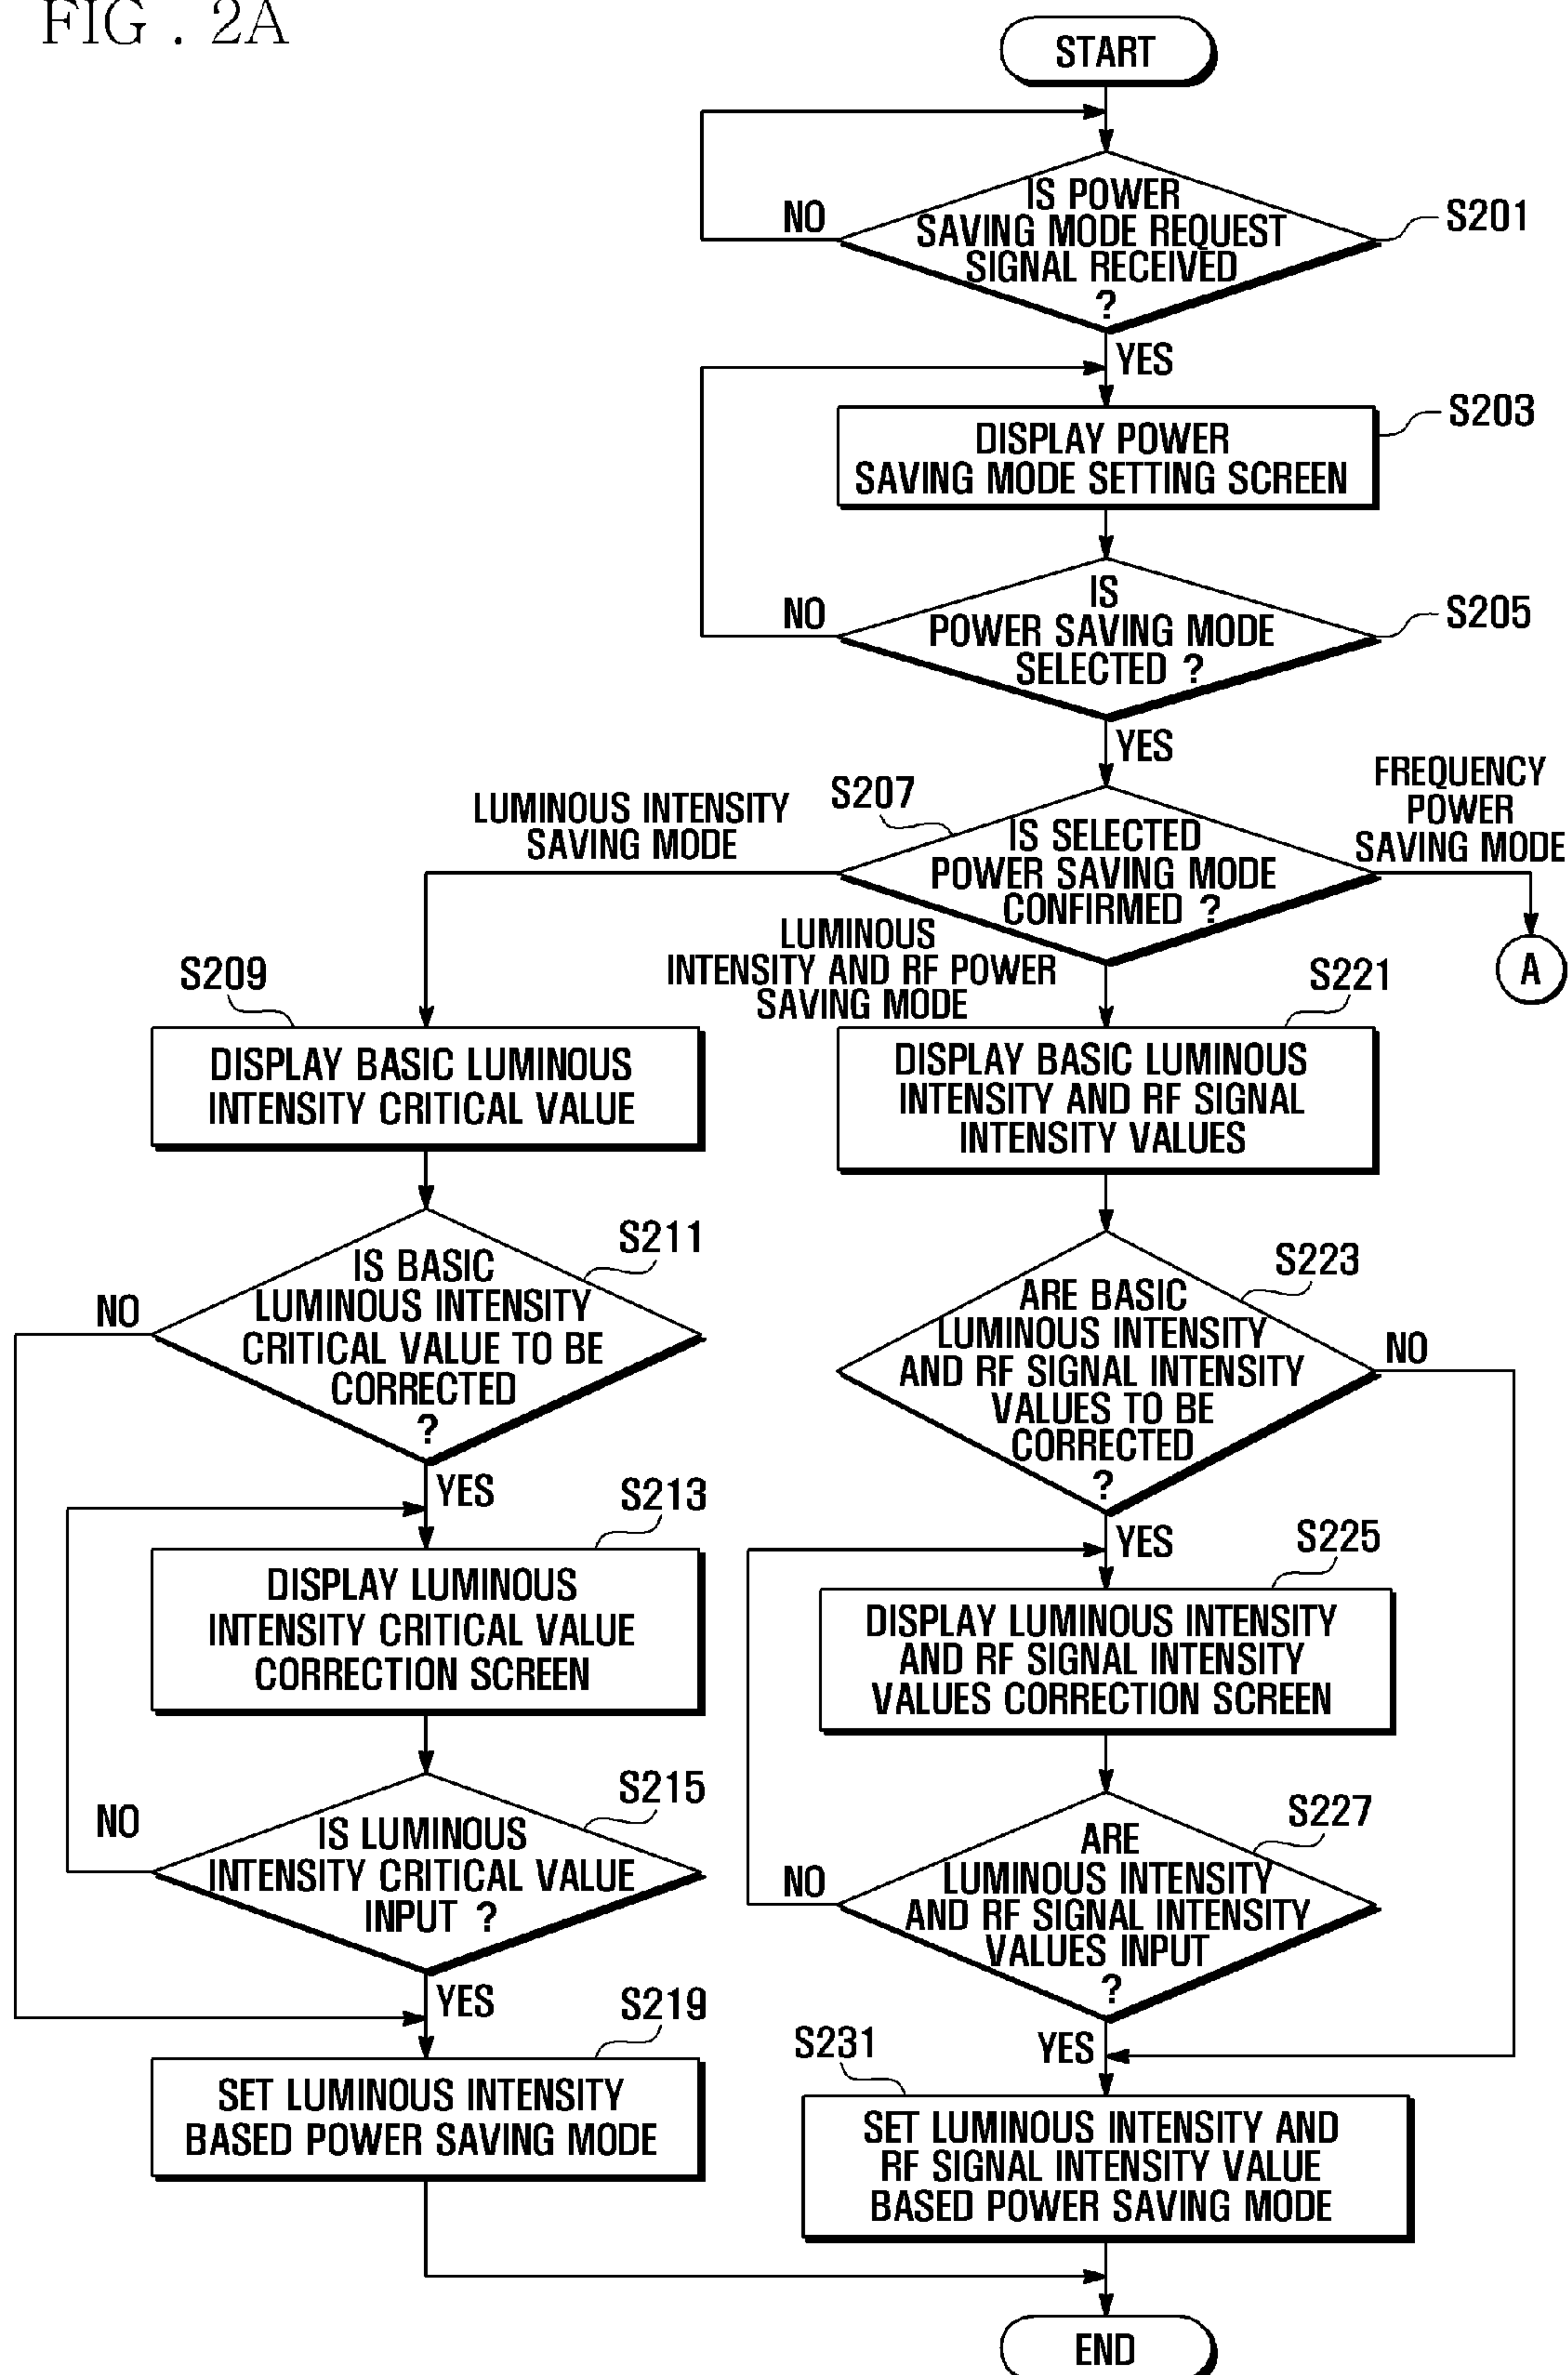 FIG . 2A
START
IS POWER
SAVING MODE REQUEST
SIGNAL RECEIVED
?
NO
S201
YES
DISPLAY POWER
SAVING MODE SETTING SCREEN
S203
IS
POWER SAVING MODE
SELECTED ?
NO
S205
YES
S207
IS SELECTED
POWER SAVING MODE
CONFIRMED ?
LUMINOUS INTENSITY
SAVING MODE
FREQUENCY
POWER
SAVING MODE
A
LUMINOUS
INTENSITY AND RF POWER
SAVING MODE
S209
DISPLAY BASIC LUMINOUS
INTENSITY CRITICAL VALUE
S211
IS BASIC
LUMINOUS INTENSITY
CRITICAL VALUE TO BE
CORRECTED
?
NO
YES
S213
DISPLAY LUMINOUS
INTENSITY CRITICAL VALUE
CORRECTION SCREEN
S215
IS LUMINOUS
INTENSITY CRITICAL VALUE
INPUT ?
NO
YES
S219
SET LUMINOUS INTENSITY
BASED POWER SAVING MODE
S221
DISPLAY BASIC LUMINOUS
INTENSITY AND RF SIGNAL
INTENSITY VALUES
S223
ARE BASIC
LUMINOUS INTENSITY
AND RF SIGNAL INTENSITY
VALUES TO BE
CORRECTED
?
NO
YES
S225
DISPLAY LUMINOUS INTENSITY
AND RF SIGNAL INTENSITY
VALUES CORRECTION SCREEN
S227
ARE
LUMINOUS INTENSITY
AND RF SIGNAL INTENSITY
VALUES INPUT
?
NO
YES
S231
SET LUMINOUS INTENSITY AND
RF SIGNAL INTENSITY VALUE
BASED POWER SAVING MODE
END